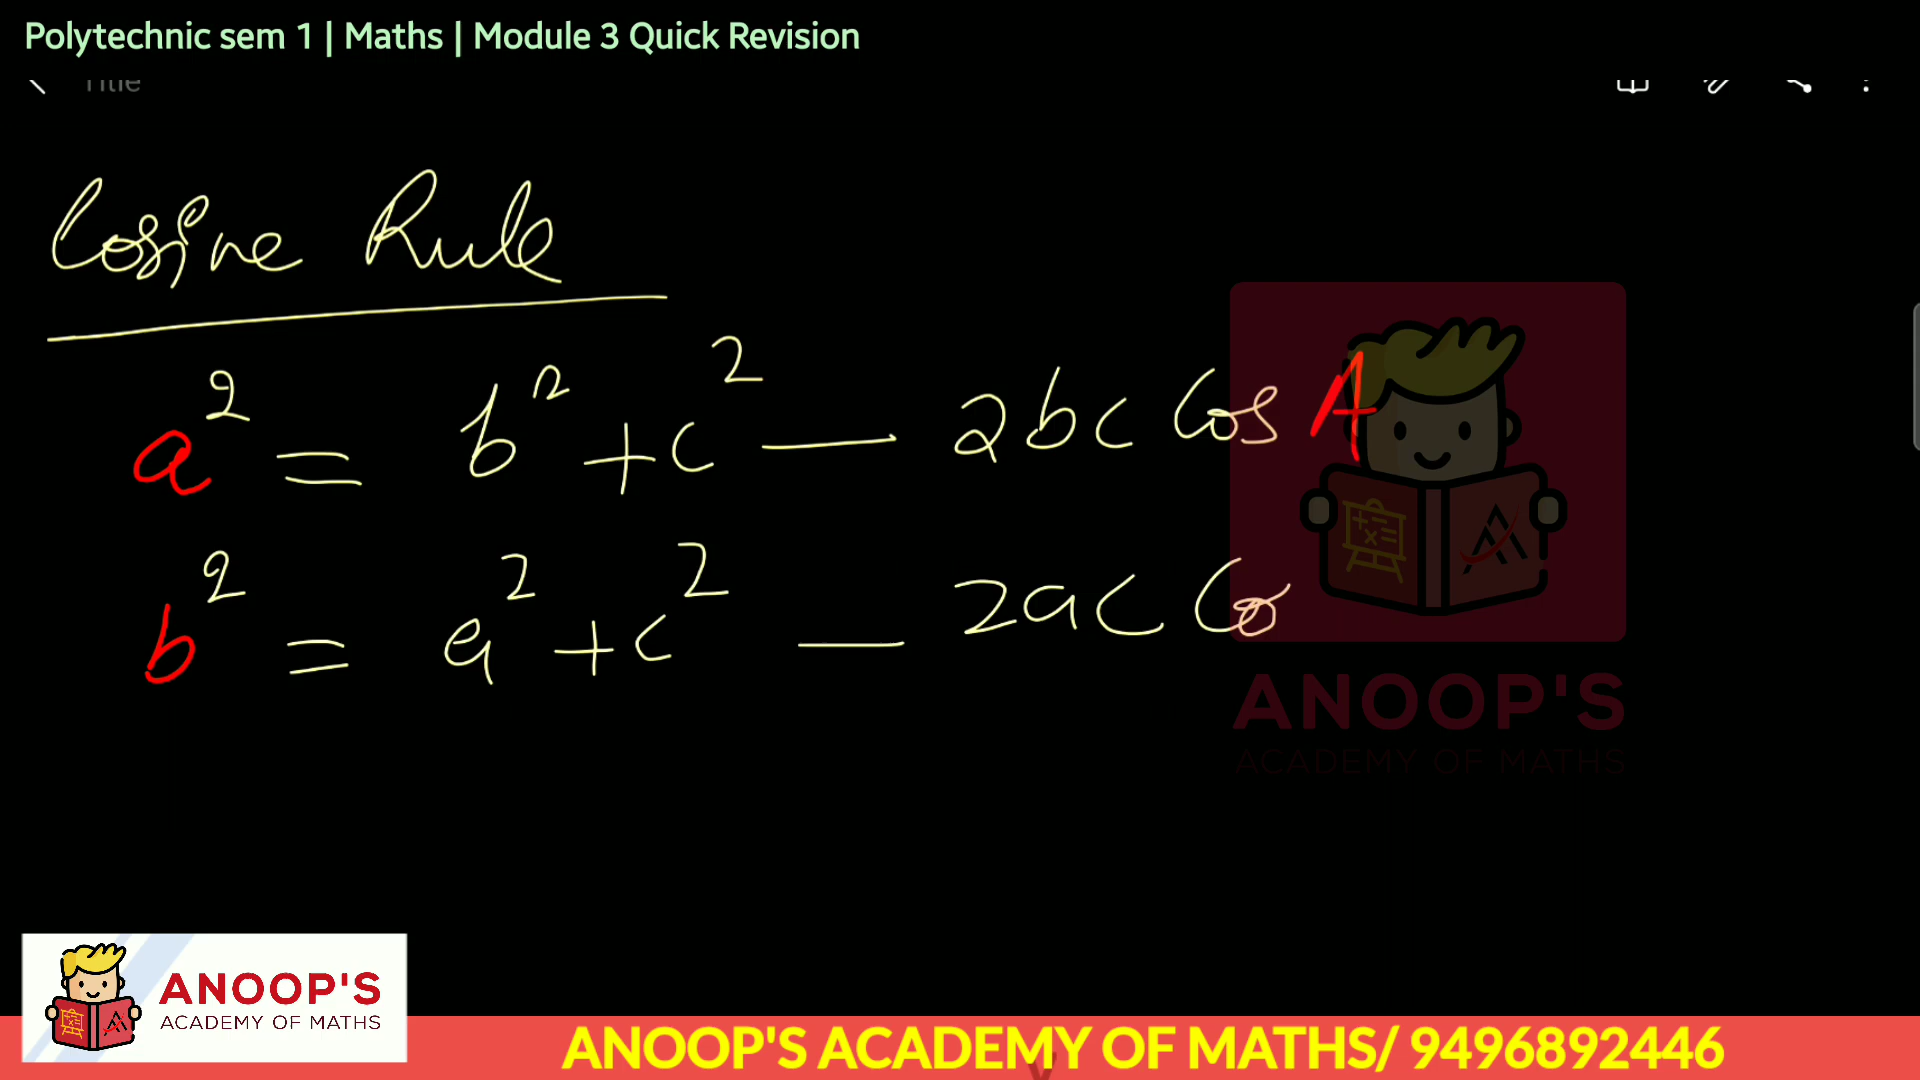 Polytechnic sem 1 | Maths | Module 3 Quick Revision
Title
Cosine Rule
a² = b² + c² — 2bc Cos A
b² = a² + c² — 2ac Co
ANOOP'S
ACADEMY OF MATHS
ANOOP'S
ACADEMY OF MATHS
ANOOP'S ACADEMY OF MATHS/ 9496892446